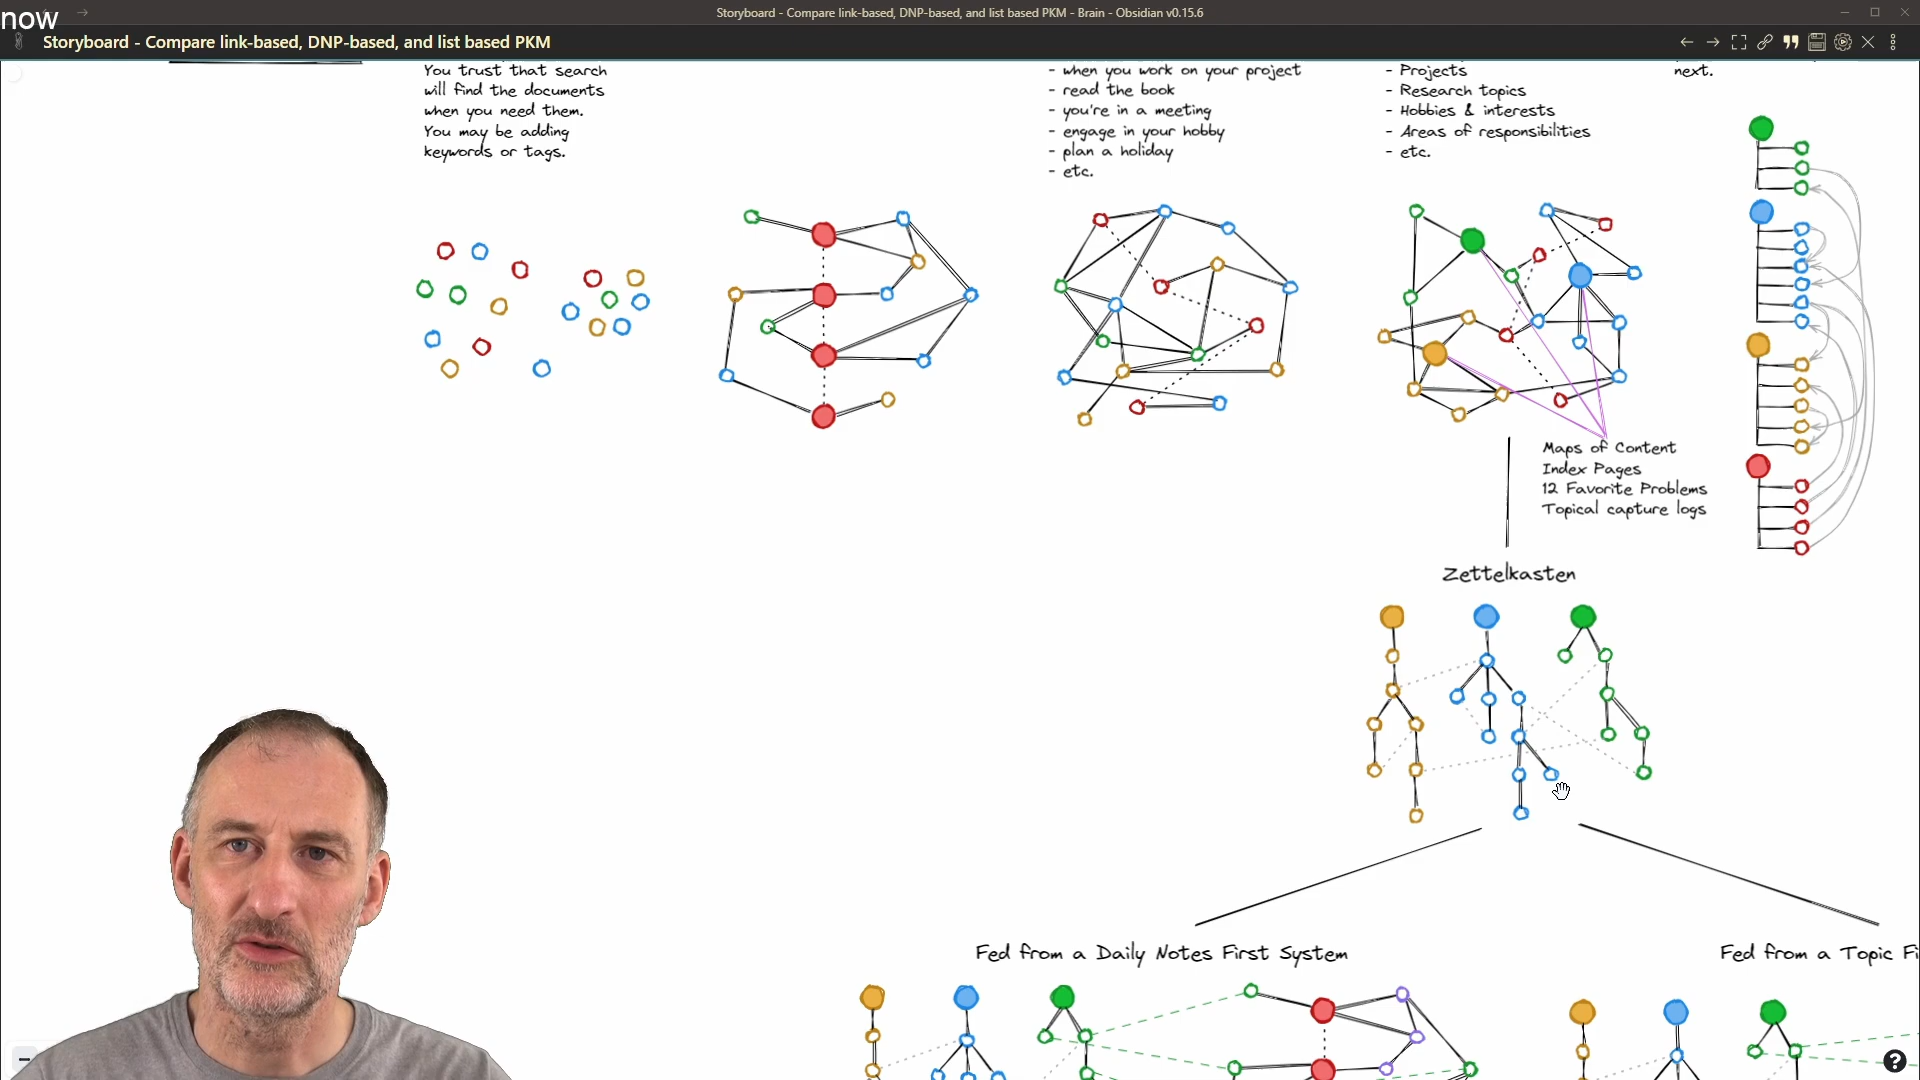 now
Storyboard - Compare link-based, DNP-based, and list based PKM - Brain - Obsidian v0.15.6
Storyboard - Compare link-based, DNP-based, and list based PKM
You trust that search
will find the documents
when you need them.
You may be adding
keywords or tags.
- when you work on your project
- read the book
- you're in a meeting
- engage in your hobby
- plan a holiday
- etc.
- Projects
- Research topics
- Hobbies & interests
- Areas of responsibilities
- etc.
next.
Maps of Content
Index Pages
12 Favorite Problems
Topical capture logs
Zettelkasten
Fed from a Daily Notes First System
Fed from a Topic Fi